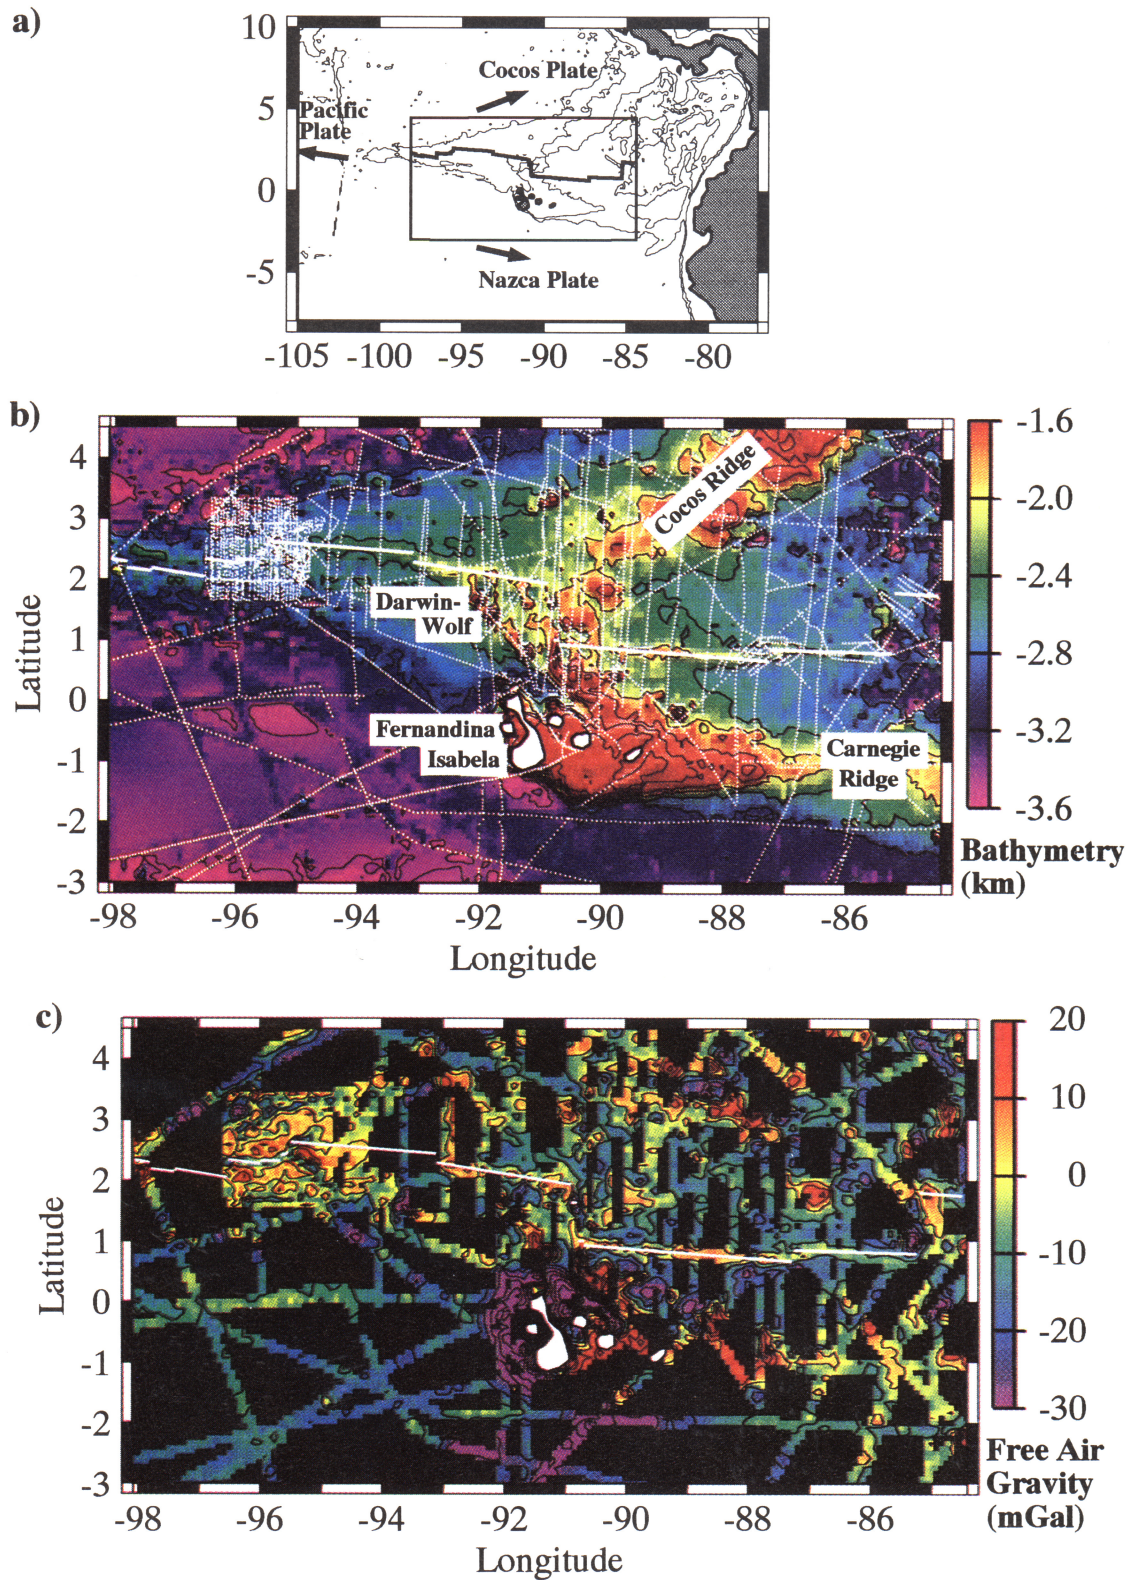 a)
10
5
0
-5
Cocos Plate
Pacific
Plate
Nazca Plate
-105 -100 -95 -90 -85 -80
b)
4
3
2
1
0
-1
-2
-3
Latitude
Cocos Ridge
Darwin-
Wolf
Fernandina
Isabela
Carnegie
Ridge
-98 -96 -94 -92 -90 -88 -86
Longitude
-1.6
-2.0
-2.4
-2.8
-3.2
-3.6
Bathymetry
(km)
c)
4
3
2
1
0
-1
-2
-3
Latitude
-98 -96 -94 -92 -90 -88 -86
Longitude
20
10
0
-10
-20
-30
Free Air
Gravity
(mGal)